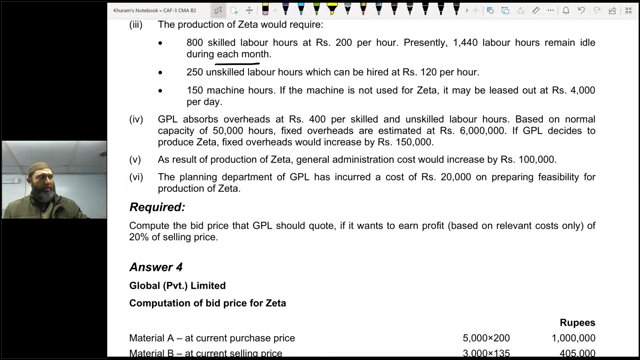 Khuram's Notebook » CAF-3 CMA B2
(iii) The production of Zeta would require:
• 800 skilled labour hours at Rs. 200 per hour. Presently, 1,440 labour hours remain idle
during each month.
• 250 unskilled labour hours which can be hired at Rs. 120 per hour.
• 150 machine hours. If the machine is not used for Zeta, it may be leased out at Rs. 4,000
per day.
(iv) GPL absorbs overheads at Rs. 400 per skilled and unskilled labour hours. Based on normal
capacity of 50,000 hours, fixed overheads are estimated at Rs. 6,000,000. If GPL decides to
produce Zeta, fixed overheads would increase by Rs. 150,000.
(v) As result of production of Zeta, general administration cost would increase by Rs. 100,000.
(vi) The planning department of GPL has incurred a cost of Rs. 20,000 on preparing feasibility for
production of Zeta.
Required:
Compute the bid price that GPL should quote, if it wants to earn profit (based on relevant costs only) of
20% of selling price.
Answer 4
Global (Pvt.) Limited
Computation of bid price for Zeta
Rupees
Material A – at current purchase price 5,000×200 1,000,000
Material B – at current selling price 3,000×135 405,000